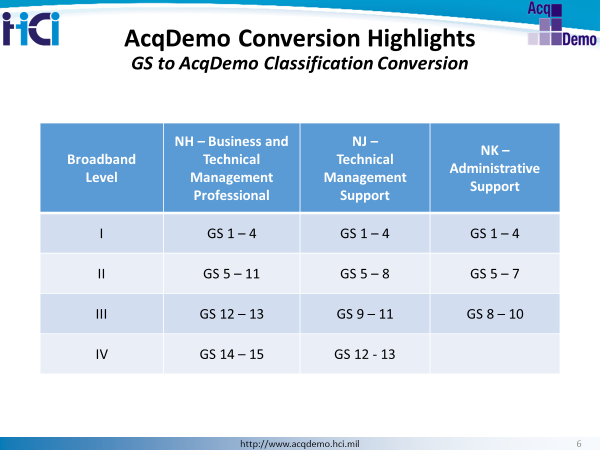 HCi
Acq
Demo
AcqDemo Conversion Highlights
GS to AcqDemo Classification Conversion
Broadband
Level
NH – Business and
Technical
Management
Professional
NJ –
Technical
Management
Support
NK –
Administrative
Support
I
GS 1 – 4
GS 1 – 4
GS 1 – 4
II
GS 5 – 11
GS 5 – 8
GS 5 – 7
III
GS 12 – 13
GS 9 – 11
GS 8 – 10
IV
GS 14 – 15
GS 12 - 13
http://www.acqdemo.hci.mil
6